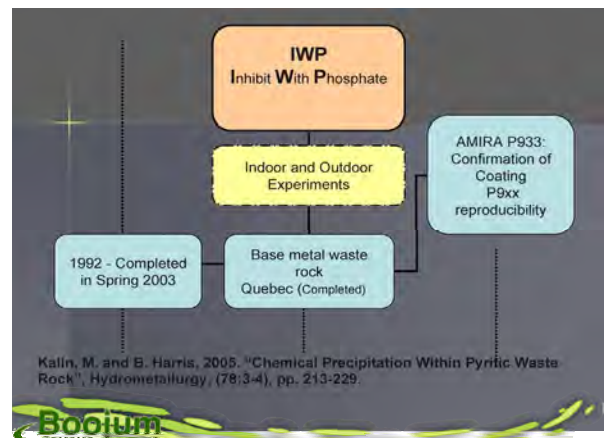 IWP
Inhibit With Phosphate
Indoor and Outdoor
Experiments
AMIRA P933:
Confirmation of
Coating
P9xx
reproducibility
1992 - Completed
in Spring 2003
Base metal waste
rock
Quebec (Completed)
Kalin, M. and B. Harris, 2005. “Chemical Precipitation Within Pyritic Waste
Rock”, Hydrometallurgy, (78:3-4), pp. 213-229.
Boojum